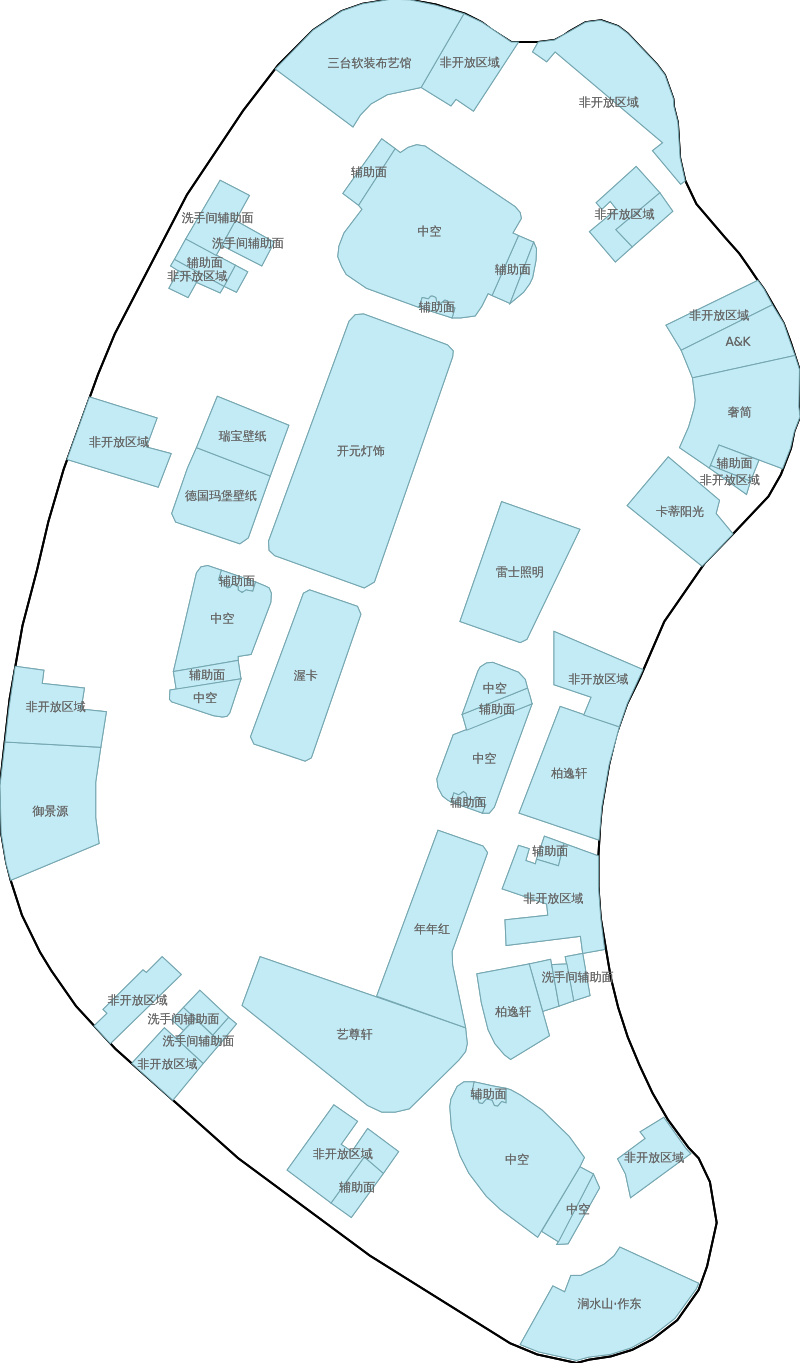 三台软装布艺馆
非开放区域
非开放区域
辅助面
非开放区域
洗手间辅助面
中空
洗手间辅助面
辅助面
辅助面
非开放区域
辅助面
非开放区域
A&K
奢简
瑞宝壁纸
非开放区域
开元灯饰
辅助面
非开放区域
德国玛堡壁纸
卡蒂阳光
雷士照明
辅助面
中空
辅助面
渥卡
非开放区域
中空
中空
非开放区域
辅助面
中空
柏逸轩
辅助面
御景源
辅助面
非开放区域
年年红
洗手间辅助面
非开放区域
柏逸轩
洗手间辅助面
艺尊轩
洗手间辅助面
非开放区域
辅助面
非开放区域
中空
非开放区域
辅助面
中空
涧水山·作东